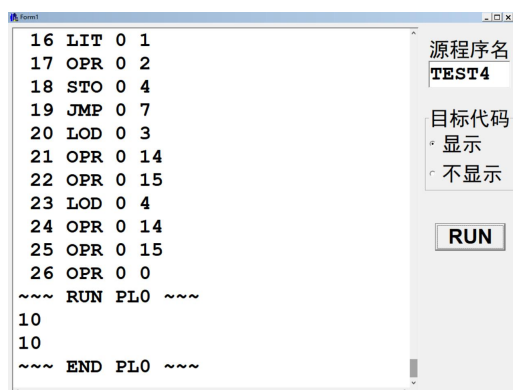 Form1
16 LIT 0 1
17 OPR 0 2
18 STO 0 4
19 JMP 0 7
20 LOD 0 3
21 OPR 0 14
22 OPR 0 15
23 LOD 0 4
24 OPR 0 14
25 OPR 0 15
26 OPR 0 0
~~~ RUN PL0 ~~~
10
10
~~~ END PL0 ~~~
源程序名
TEST4
目标代码
显示
不显示
RUN